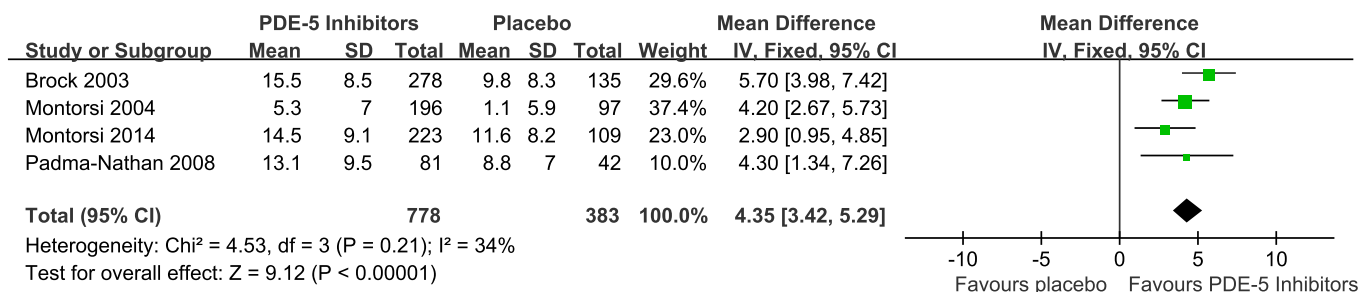 PDE-5 Inhibitors Placebo Mean Difference Mean Difference
Study or Subgroup Mean SD Total Mean SD Total Weight IV, Fixed, 95% CI IV, Fixed, 95% CI
Brock 2003 15.5 8.5 278 9.8 8.3 135 29.6% 5.70 [3.98, 7.42]
Montorsi 2004 5.3 7 196 1.1 5.9 97 37.4% 4.20 [2.67, 5.73]
Montorsi 2014 14.5 9.1 223 11.6 8.2 109 23.0% 2.90 [0.95, 4.85]
Padma-Nathan 2008 13.1 9.5 81 8.8 7 42 10.0% 4.30 [1.34, 7.26]
Total (95% CI) 778 383 100.0% 4.35 [3.42, 5.29]
Heterogeneity: Chi² = 4.53, df = 3 (P = 0.21); I² = 34%
Test for overall effect: Z = 9.12 (P < 0.00001)
-10 -5 0 5 10
Favours placebo Favours PDE-5 Inhibitors